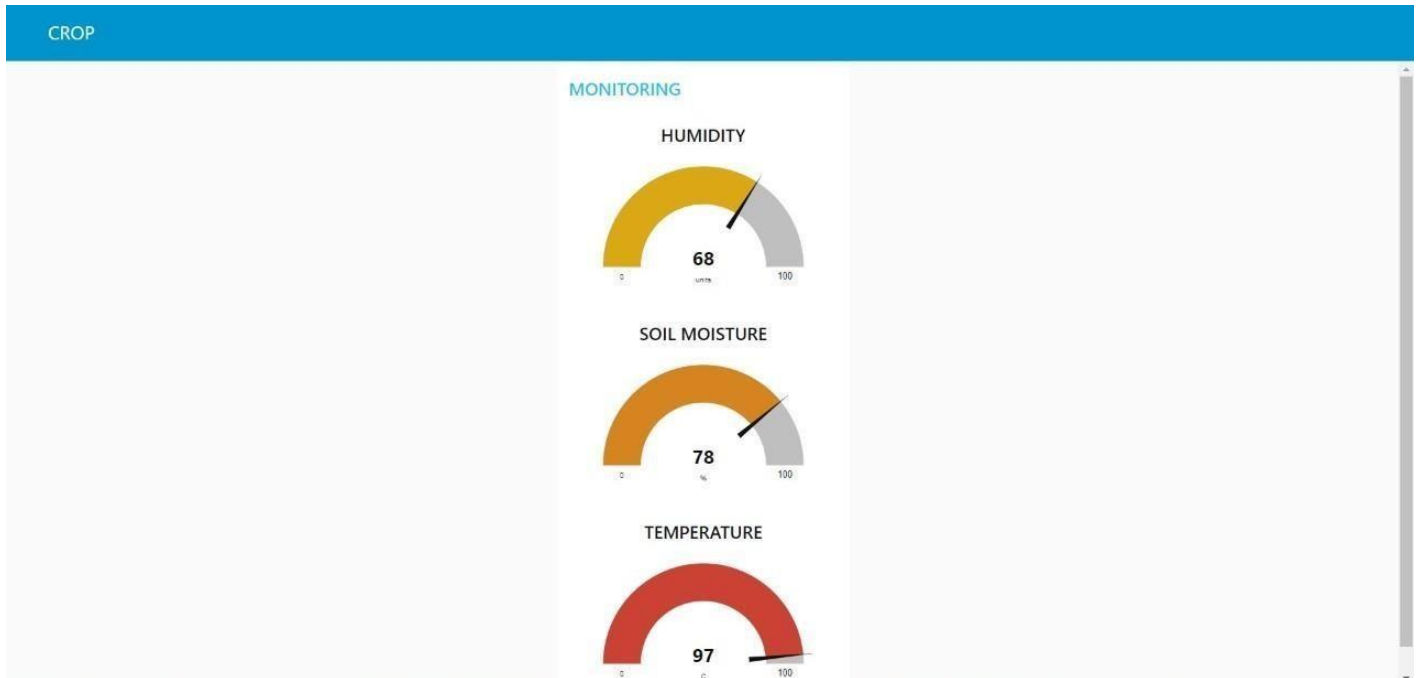 CROP
MONITORING
HUMIDITY
68
0 units 100
SOIL MOISTURE
78
0 % 100
TEMPERATURE
97
0 C 100